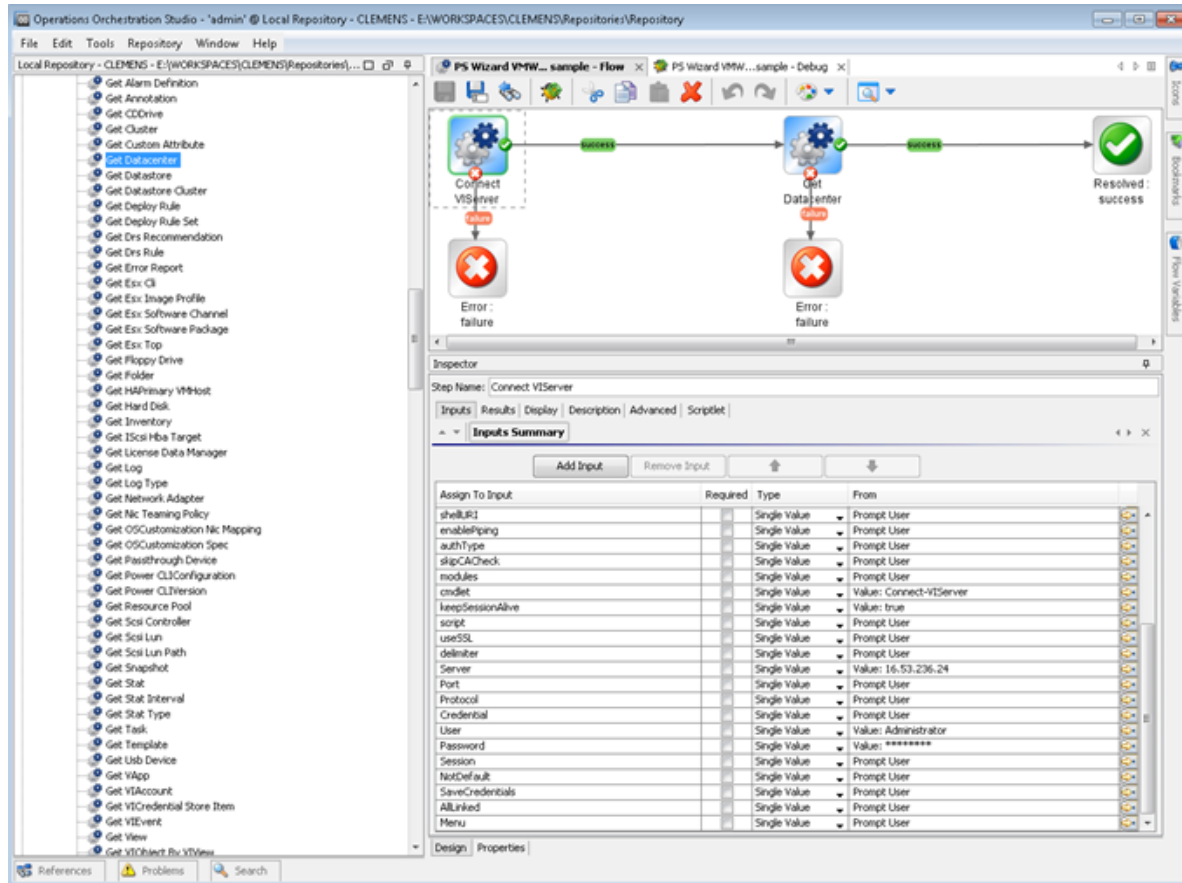 Operations Orchestration Studio - 'admin' @ Local Repository - CLEMENS - E:\WORKSPACES\CLEMENS\Repositories\Repository
File Edit Tools Repository Window Help
Local Repository - CLEMENS - E:\WORKSPACES\CLEMENS\Repositories\...
Get Alarm Definition
Get Annotation
Get CDDrive
Get Cluster
Get Custom Attribute
Get Datacenter
Get Datastore
Get Datastore Cluster
Get Deploy Rule
Get Deploy Rule Set
Get Drs Recommendation
Get Drs Rule
Get Error Report
Get Esx Cli
Get Esx Image Profile
Get Esx Software Channel
Get Esx Software Package
Get Esx Top
Get Floppy Drive
Get Folder
Get HAPrimary VMHost
Get Hard Disk
Get Inventory
Get IScsi Hba Target
Get License Data Manager
Get Log
Get Log Type
Get Network Adapter
Get Nic Teaming Policy
Get OSCustomization Nic Mapping
Get OSCustomization Spec
Get Passthrough Device
Get Power CLIConfiguration
Get Power CLIVersion
Get Resource Pool
Get Scsi Controller
Get Scsi Lun
Get Scsi Lun Path
Get Snapshot
Get Stat
Get Stat Interval
Get Stat Type
Get Task
Get Template
Get Usb Device
Get VApp
Get VIAccount
Get VICredential Store Item
Get VIEvent
Get View
Get VIObject By VIView
References Problems Search
PS Wizard VMW... sample - Flow PS Wizard VMW...sample - Debug
Connect
VIServer
success
Get
Datacenter
success
Resolved :
success
failure
failure
Error :
failure
Error :
failure
Icons
Bookmarks
Flow Variables
Inspector
Step Name: Connect VIServer
Inputs Results Display Description Advanced Scriptlet
Inputs Summary
Add Input Remove Input
Assign To Input Required Type From
shellURI Single Value Prompt User
enablePiping Single Value Prompt User
authType Single Value Prompt User
skipCACheck Single Value Prompt User
modules Single Value Prompt User
cmdlet Single Value Value: Connect-VIServer
keepSessionAlive Single Value Value: true
script Single Value Prompt User
useSSL Single Value Prompt User
delimiter Single Value Prompt User
Server Single Value Value: 16.53.236.24
Port Single Value Prompt User
Protocol Single Value Prompt User
Credential Single Value Prompt User
User Single Value Value: Administrator
Password Single Value Value: ********
Session Single Value Prompt User
NotDefault Single Value Prompt User
SaveCredentials Single Value Prompt User
AllLinked Single Value Prompt User
Menu Single Value Prompt User
Design Properties